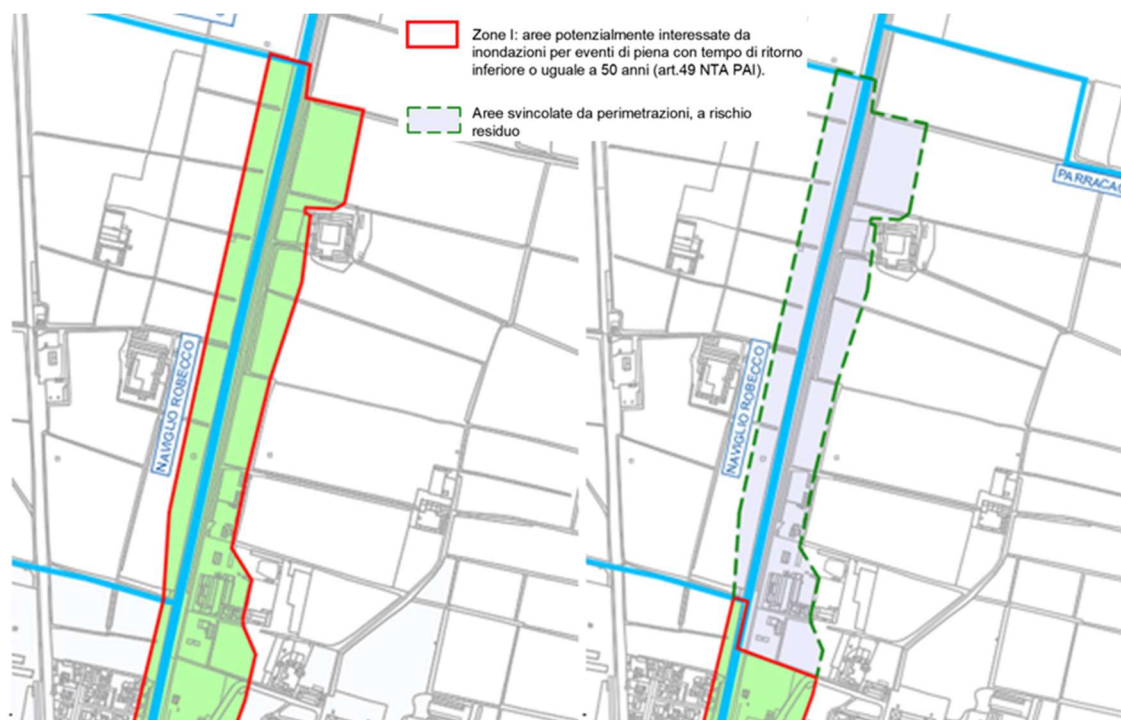 Zone I: aree potenzialmente interessate da
inondazioni per eventi di piena con tempo di ritorno
inferiore o uguale a 50 anni (art.49 NTA PAI).
Aree svincolate da perimetrazioni, a rischio
residuo
PARRACA
NAVIGLIO ROBECCO
NAVIGLIO ROBECCO